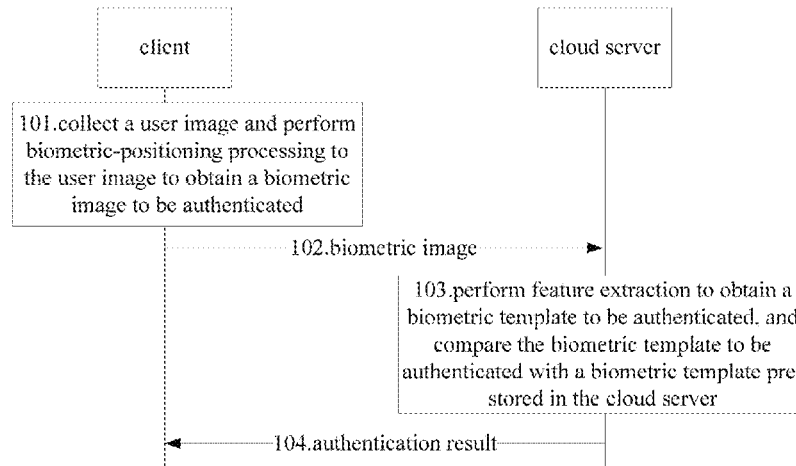 client
cloud server
101.collect a user image and perform
biometric-positioning processing to
the user image to obtain a biometric
image to be authenticated
102.biometric image
103.perform feature extraction to obtain a
biometric template to be authenticated, and
compare the biometric template to be
authenticated with a biometric template pre
stored in the cloud server
104.authentication result